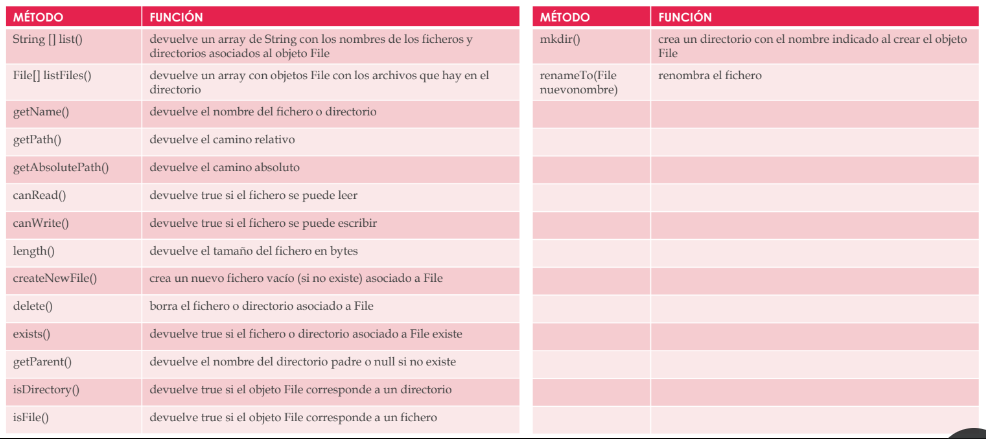 MÉTODO FUNCIÓN
String [] list() devuelve un array de String con los nombres de los ficheros y
directorios asociados al objeto File
File[] listFiles() devuelve un array con objetos File con los archivos que hay en el
directorio
getName() devuelve el nombre del fichero o directorio
getPath() devuelve el camino relativo
getAbsolutePath() devuelve el camino absoluto
canRead() devuelve true si el fichero se puede leer
canWrite() devuelve true si el fichero se puede escribir
length() devuelve el tamaño del fichero en bytes
createNewFile() crea un nuevo fichero vacío (si no existe) asociado a File
delete() borra el fichero o directorio asociado a File
exists() devuelve true si el fichero o directorio asociado a File existe
getParent() devuelve el nombre del directorio padre o null si no existe
isDirectory() devuelve true si el objeto File corresponde a un directorio
isFile() devuelve true si el objeto File corresponde a un fichero
MÉTODO FUNCIÓN
mkdir() crea un directorio con el nombre indicado al crear el objeto
File
renameTo(File renombra el fichero
nuevonombre)